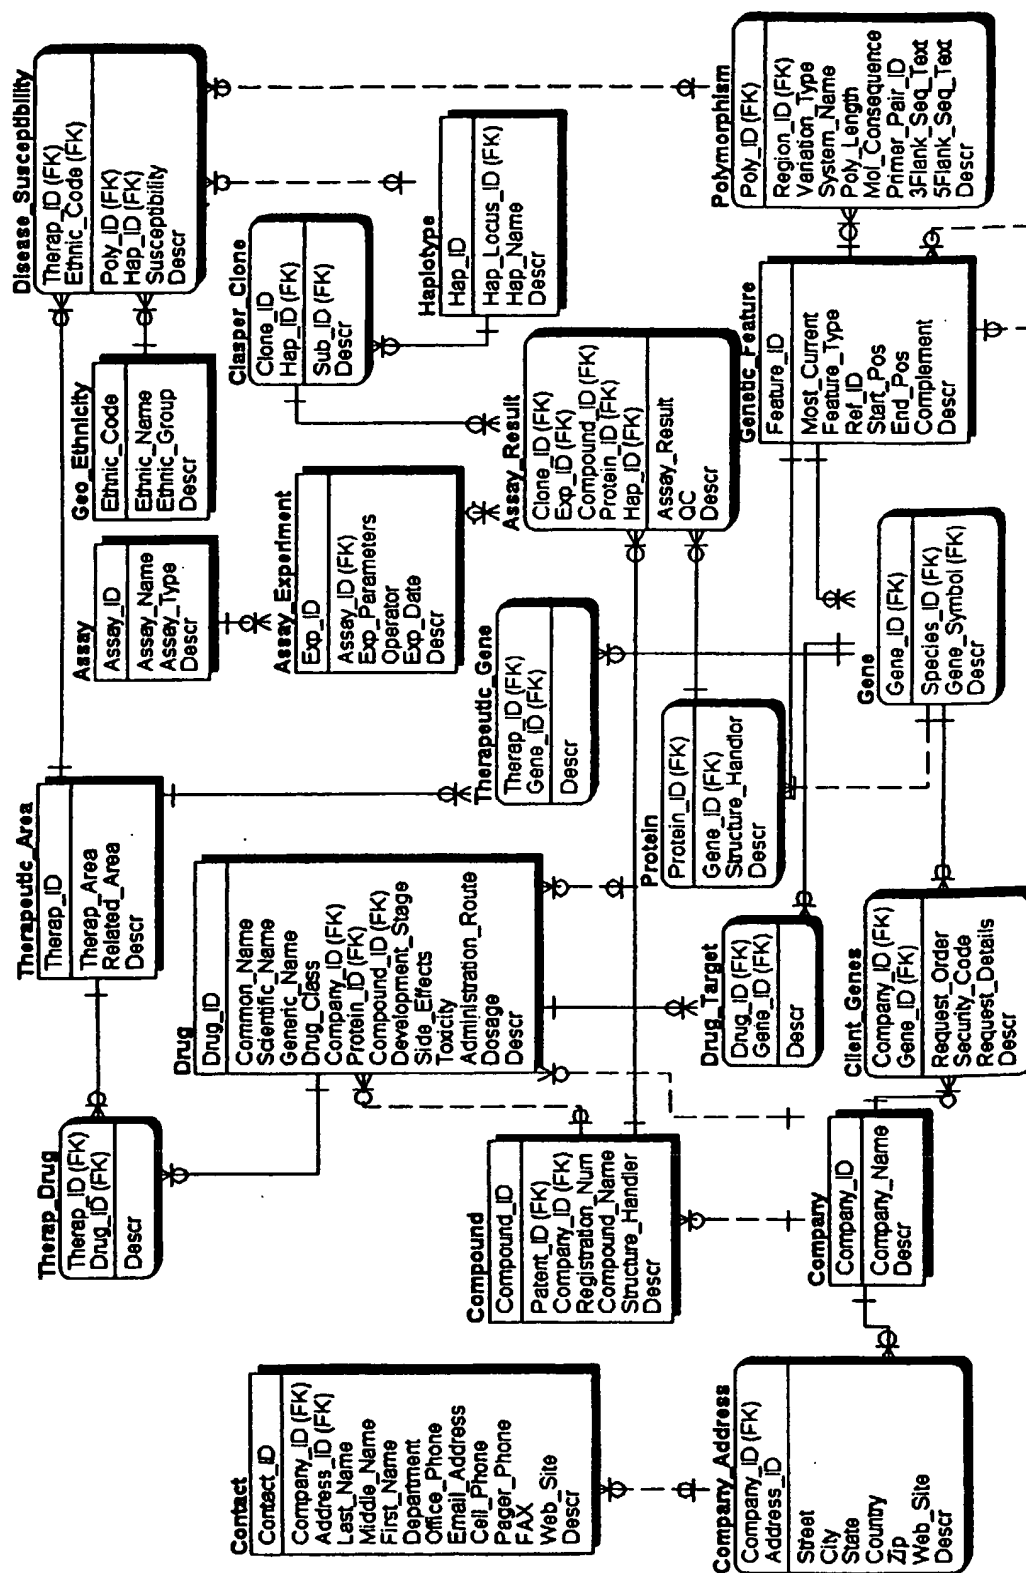 Contact
Contact_ID
Company_ID (FK)
Address_ID (FK)
Last_Name
Middle_Name
First_Name
Department
Office_Phone
Email_Address
Cell_Phone
Pager_Phone
FAX
Web_Site
Descr
Company_Address
Company_ID (FK)
Address_ID
Street
City
State
Country
Zip
Web_Site
Descr
Therap_Drug
Therap_ID (FK)
Drug_ID (FK)
Descr
Compound
Compound_ID
Patent_ID (FK)
Company_ID (FK)
Registration_Num
Compound_Name
Structure_Handler
Descr
Company
Company_ID
Company_Name
Descr
Therapeutic_Area
Therap_ID
Therap_Area
Related_Area
Descr
Drug
Drug_ID
Common_Name
Scientific_Name
Generic_Name
Drug_Class
Company_ID (FK)
Protein_ID (FK)
Compound_ID (FK)
Development_Stage
Side_Effects
Toxicity
Administration_Route
Dosage
Descr
Drug_Target
Drug_ID (FK)
Gene_ID (FK)
Descr
Client_Genes
Company_ID (FK)
Gene_ID (FK)
Request_Order
Security_Code
Request_Details
Descr
Assay
Assay_ID
Assay_Name
Assay_Type
Descr
Assay_Experiment
Exp_ID
Assay_ID (FK)
Exp_Parameters
Operator
Exp_Date
Descr
Therapeutic_Gene
Therap_ID (FK)
Gene_ID (FK)
Descr
Protein
Protein_ID (FK)
Gene_ID (FK)
Structure_Handlor
Descr
Gene
Gene_ID (FK)
Species_ID (FK)
Gene_Symbol (FK)
Descr
Geo_Ethnicity
Ethnic_Code
Ethnic_Name
Ethnic_Group
Descr
Disease_Susceptibility
Therap_ID (FK)
Ethnic_Code (FK)
Poly_ID (FK)
Hap_ID (FK)
Susceptibility
Descr
Clasper_Clone
Clone_ID
Hap_ID (FK)
Sub_ID (FK)
Descr
Haplotype
Hap_ID
Hap_Locus_ID (FK)
Hap_Name
Descr
Assay_Result
Clone_ID (FK)
Exp_ID (FK)
Compound_ID (FK)
Protein_ID (FK)
Hap_ID (FK)
Assay_Result
QC
Descr
Genetic_Feature
Feature_ID
Most_Current
Feature_Type
Ref_ID
Start_Pos
End_Pos
Complement
Descr
Polymorphism
Poly_ID (FK)
Region_ID (FK)
Variation_Type
System_Name
Poly_Length
Mol_Consequence
Primer_Pair_ID
3Flank_Seq_Text
5Flank_Seq_Text
Descr